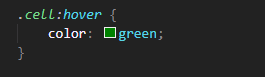 .cell:hover {
    color: green;
}